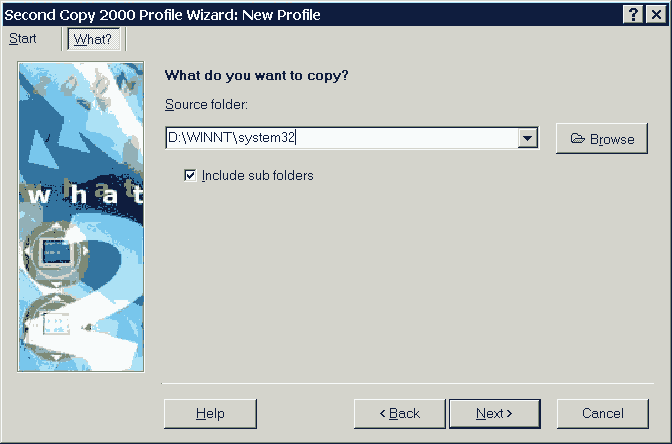 Second Copy 2000 Profile Wizard: New Profile
Start What?
What do you want to copy?
Source folder:
D:\WINNT\system32
Browse
Include sub folders
what
Help < Back Next > Cancel